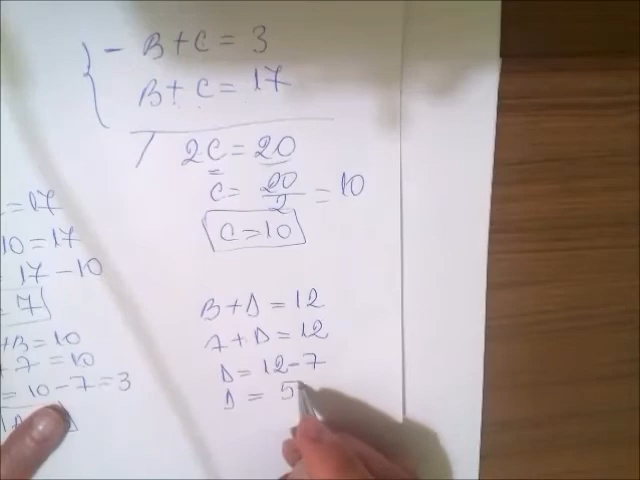 - B + C = 3
B + C = 17
/ 2C = 20
C = 20/2 = 10
C = 10
= 17
10 = 17
= 17 - 10
= 7
+B = 10
+ 7 = 10
= 10 - 7 = 3
B + D = 12
7 + D = 12
D = 12 - 7
D = 5